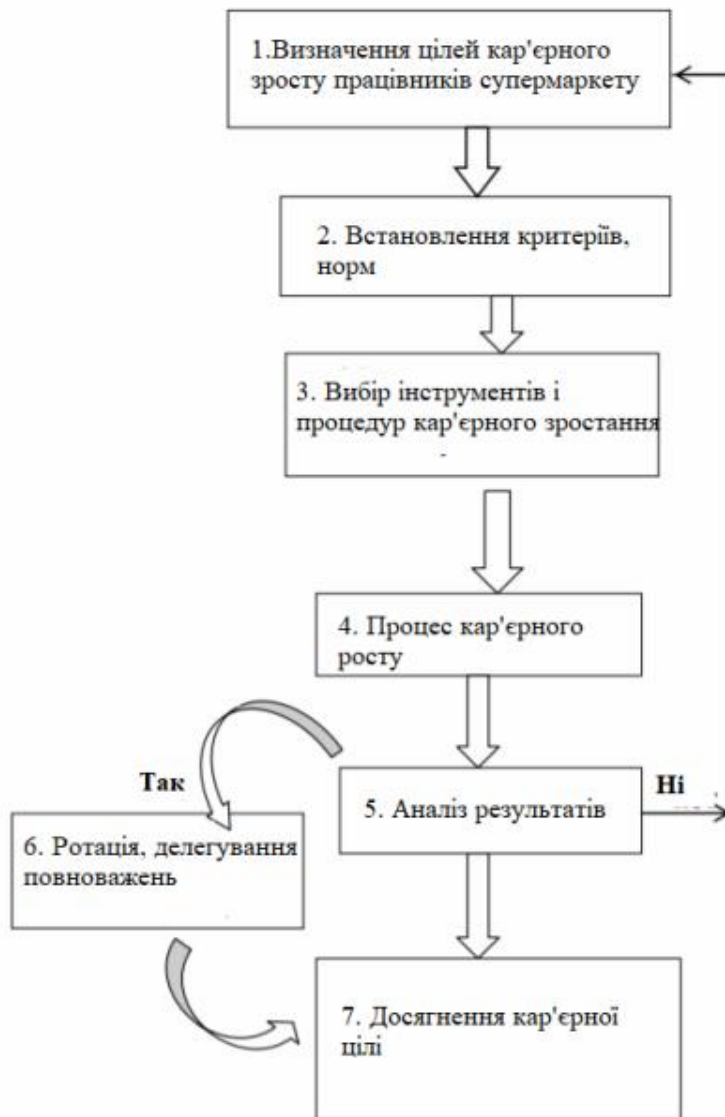 1.Визначення цілей кар'єрного
зросту працівників супермаркету
2. Встановлення критеріїв,
норм
3. Вибір інструментів і
процедур кар'єрного зростання
4. Процес кар'єрного
росту
Так
Ні
5. Аналіз результатів
6. Ротація, делегування
повноважень
7. Досягнення кар'єрної
цілі